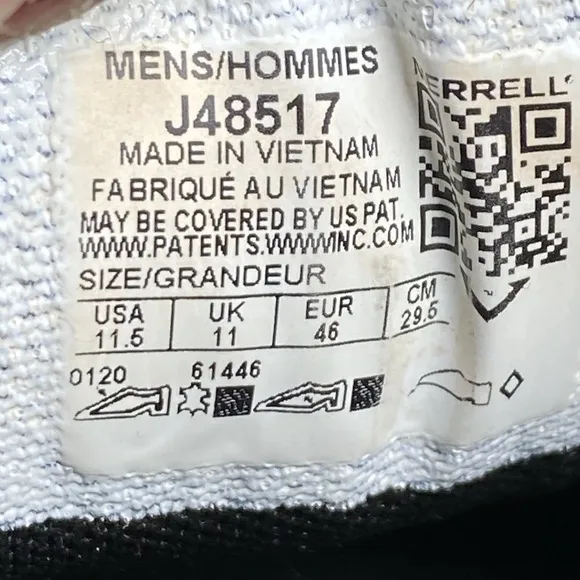 MENS/HOMMES
MERRELL
J48517
MADE IN VIETNAM
FABRIQUÉ AU VIETNAM
MAY BE COVERED BY US PAT.
WWW.PATENTS.WWWINC.COM
SIZE/GRANDEUR
USA UK EUR CM
11.5 11 46 29.5
0120 61446